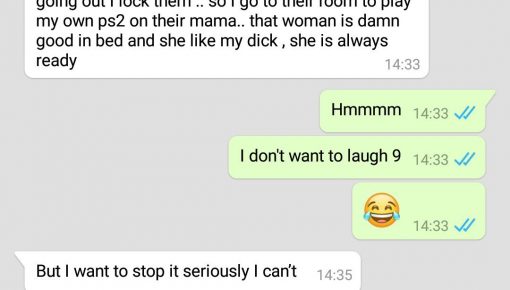 going out I lock them .. so I go to their room to play
my own ps2 on their mama.. that woman is damn
good in bed and she like my dick , she is always
ready
14:33
Hmmmm 14:33
I don't want to laugh 9 14:33
😂
14:33
But I want to stop it seriously I can't 14:35